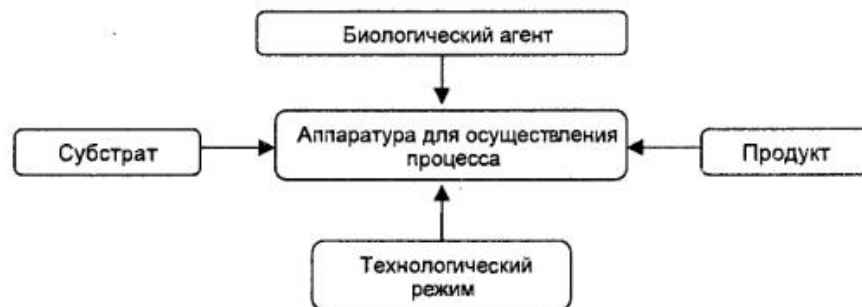 Биологический агент
Аппаратура для осуществления
процесса
Субстрат
Продукт
Технологический
режим